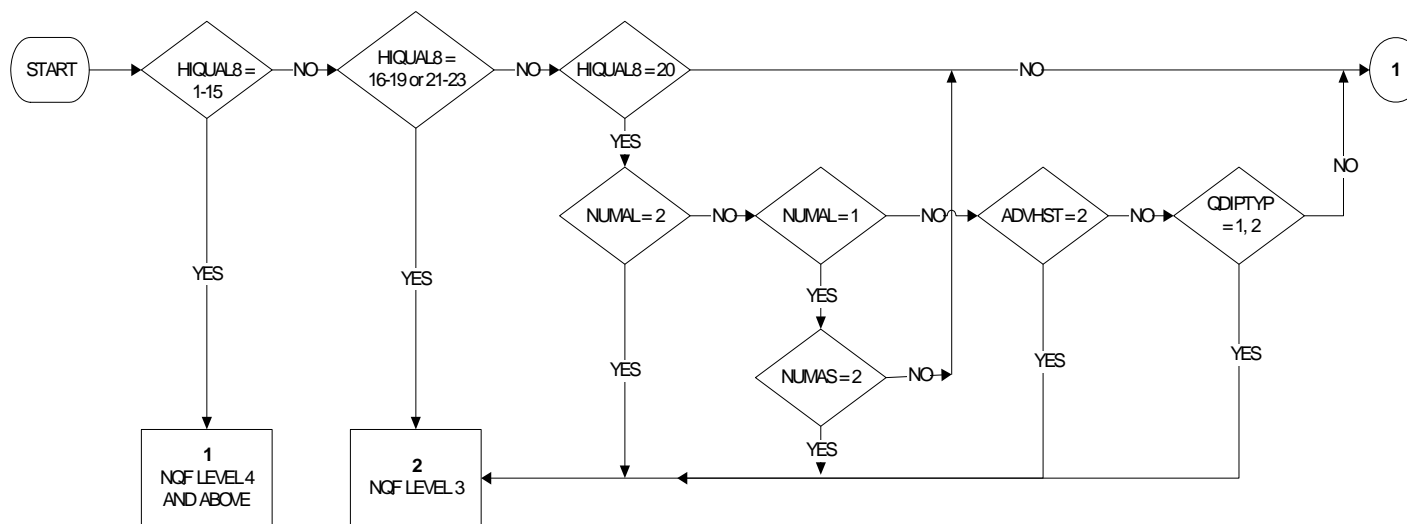 START
HIQUAL8 =
1-15
NO
HIQUAL8 =
16-19 or 21-23
NO
HIQUAL8 = 20
NO
1
YES
NUMAL = 2
NO
NUMAL = 1
NO
ADVHST = 2
NO
QDIPTYP
= 1, 2
NO
YES
YES
YES
YES
NUMAS = 2
NO
YES
YES
YES
1
NQF LEVEL 4
AND ABOVE
2
NQF LEVEL 3